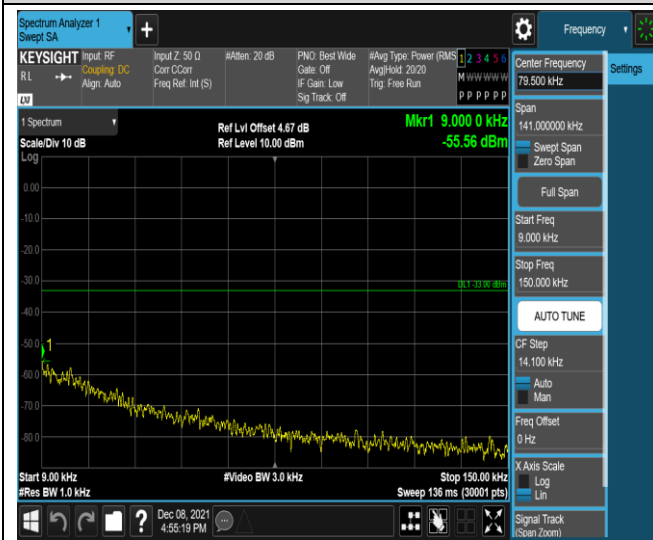 Spectrum Analyzer 1
Swept SA
+
Frequency
KEYSIGHT
RL
LXI
Input: RF
Coupling: DC
Align: Auto
Input Z: 50 Ω
Corr CCorr
Freq Ref: Int (S)
#Atten: 20 dB
PNO: Best Wide
Gate: Off
IF Gain: Low
Sig Track: Off
#Avg Type: Power (RMS
Avg|Hold: 20/20
Trig: Free Run
1 2 3 4 5 6
M W W W W W
P P P P P P
1 Spectrum
Scale/Div 10 dB
Log
Ref Lvl Offset 4.67 dB
Ref Level 10.00 dBm
Mkr1 9.000 0 kHz
-55.56 dBm
0.00
-10.0
-20.0
-30.0
DL1 -33.00 dBm
-40.0
-50.0
1
-60.0
-70.0
-80.0
Start 9.00 kHz
#Res BW 1.0 kHz
#Video BW 3.0 kHz
Stop 150.00 kHz
Sweep 136 ms (30001 pts)
?
Dec 08, 2021
4:55:19 PM
Center Frequency
79.500 kHz
Settings
Span
141.000000 kHz
Swept Span
Zero Span
Full Span
Start Freq
9.000 kHz
Stop Freq
150.000 kHz
AUTO TUNE
CF Step
14.100 kHz
Auto
Man
Freq Offset
0 Hz
X Axis Scale
Log
Lin
Signal Track
(Span Zoom)